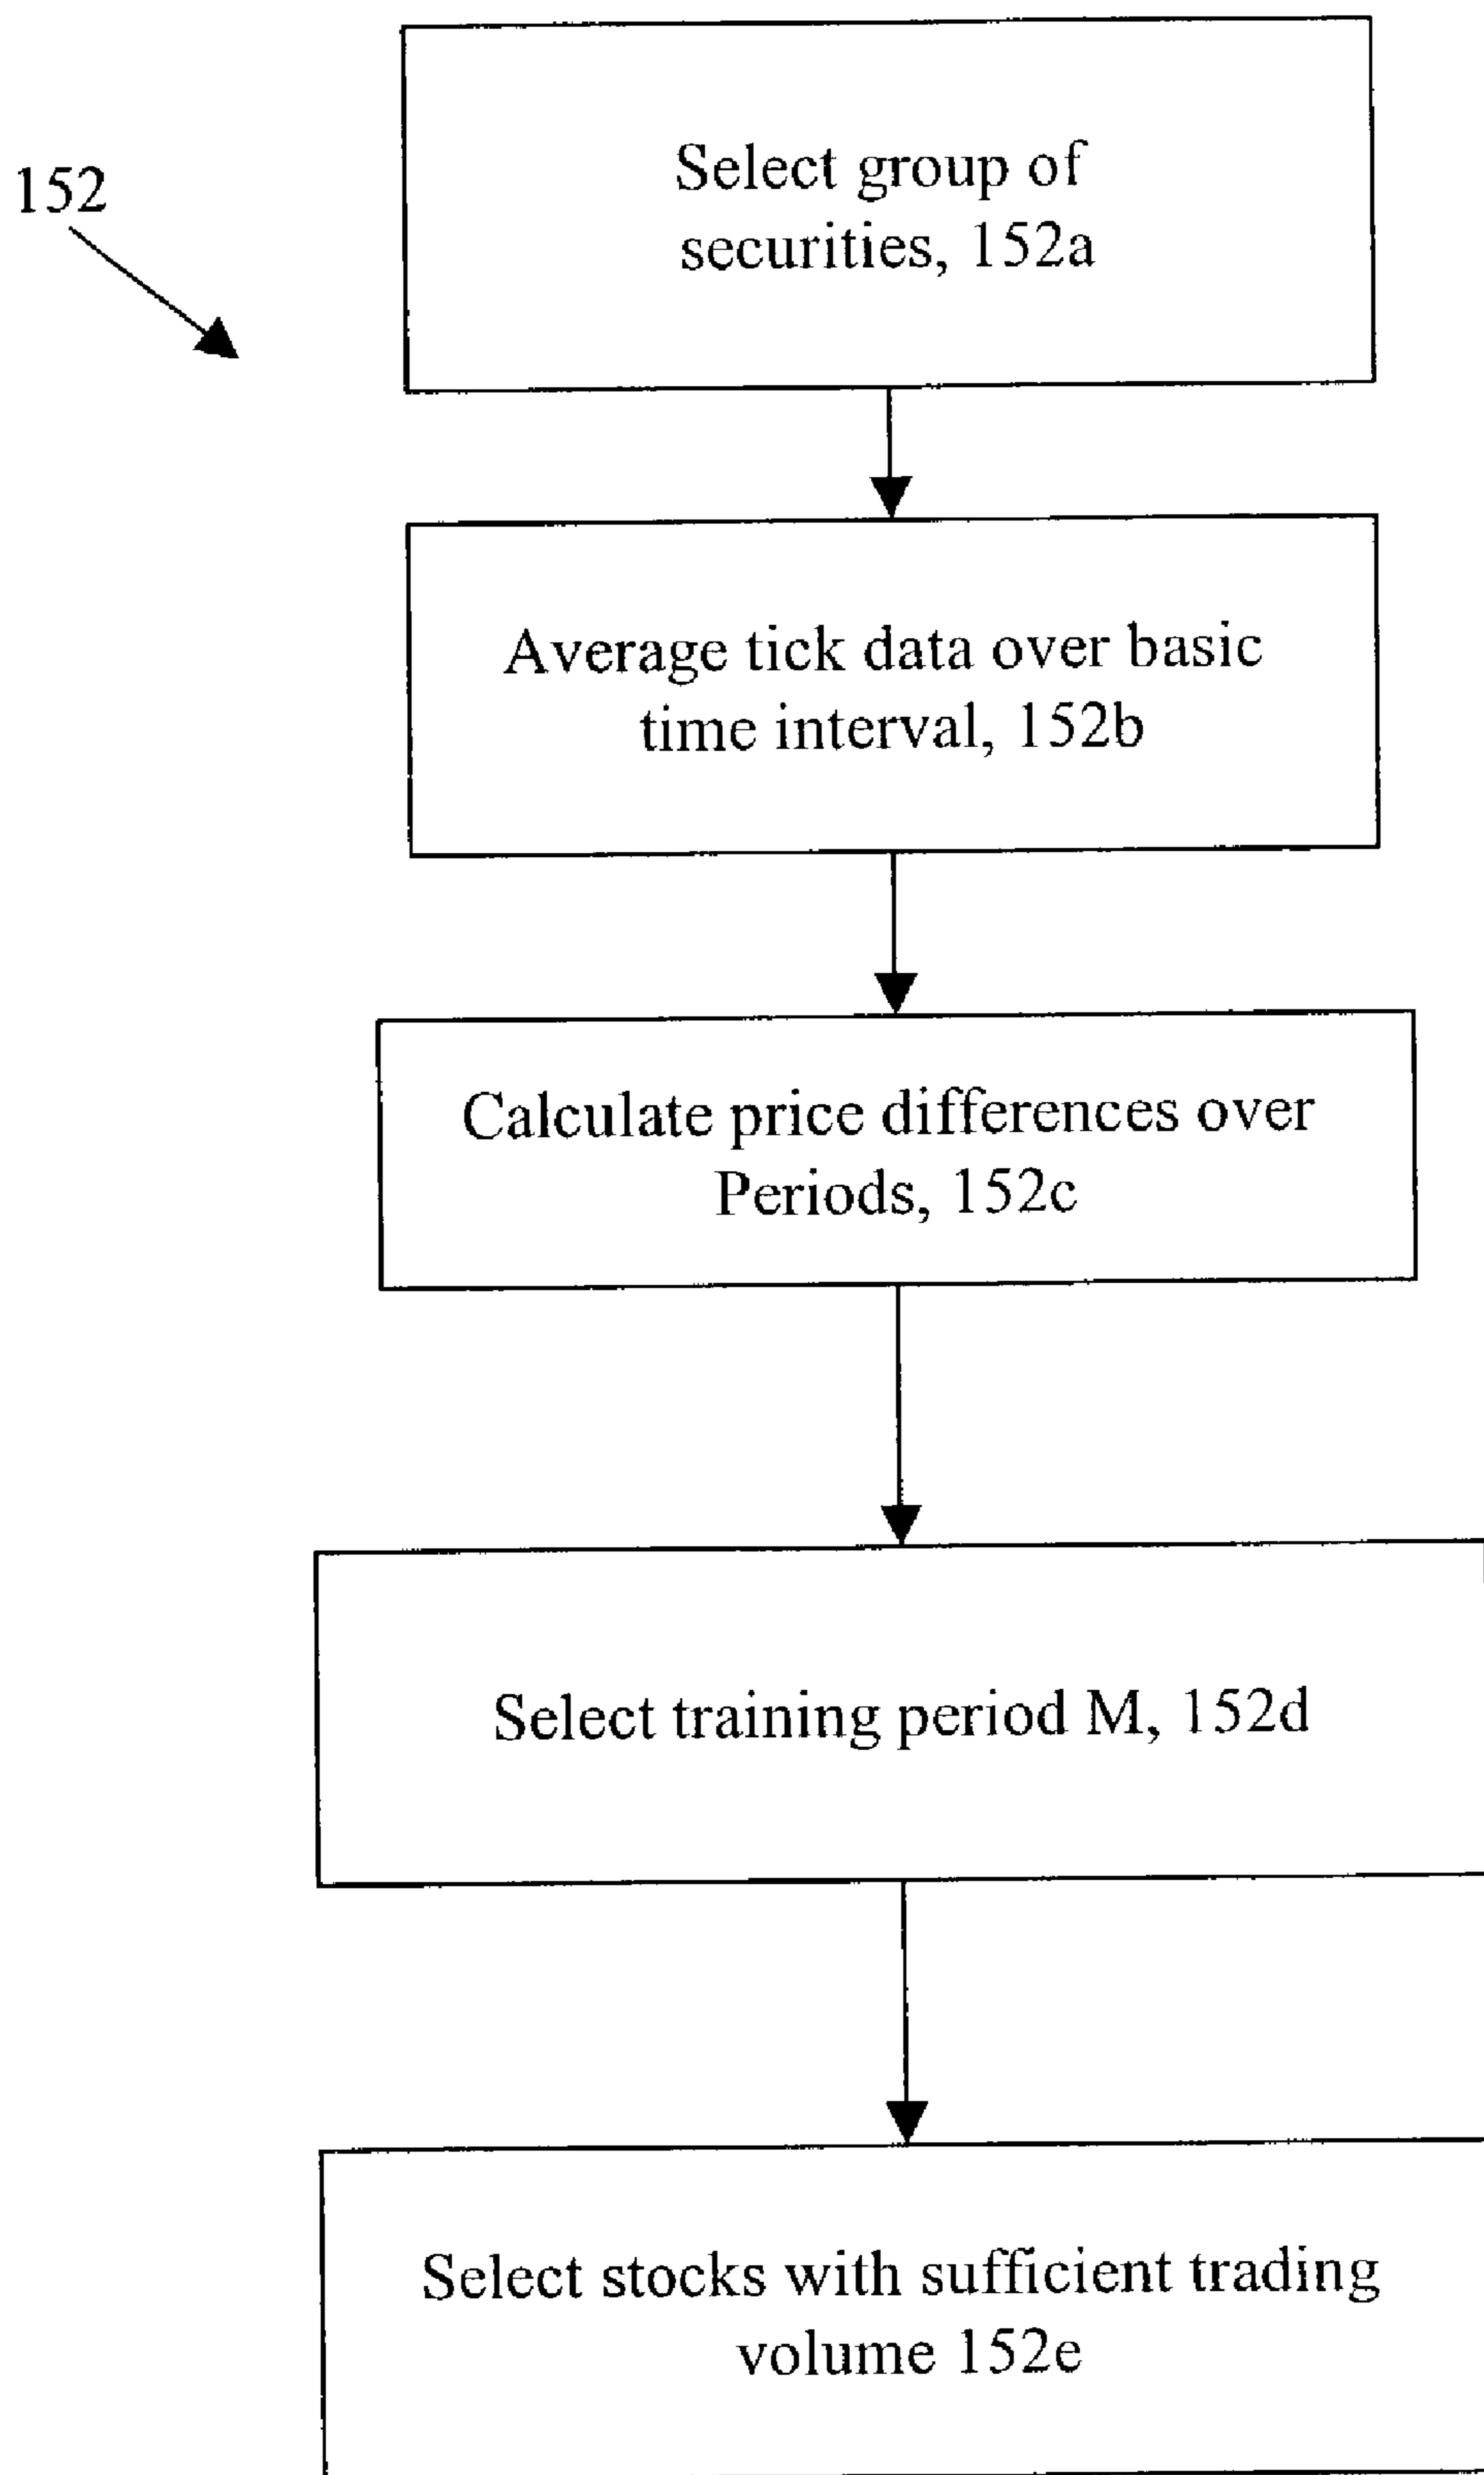 152
Select group of
securities, 152a
Average tick data over basic
time interval, 152b
Calculate price differences over
Periods, 152c
Select training period M, 152d
Select stocks with sufficient trading
volume 152e